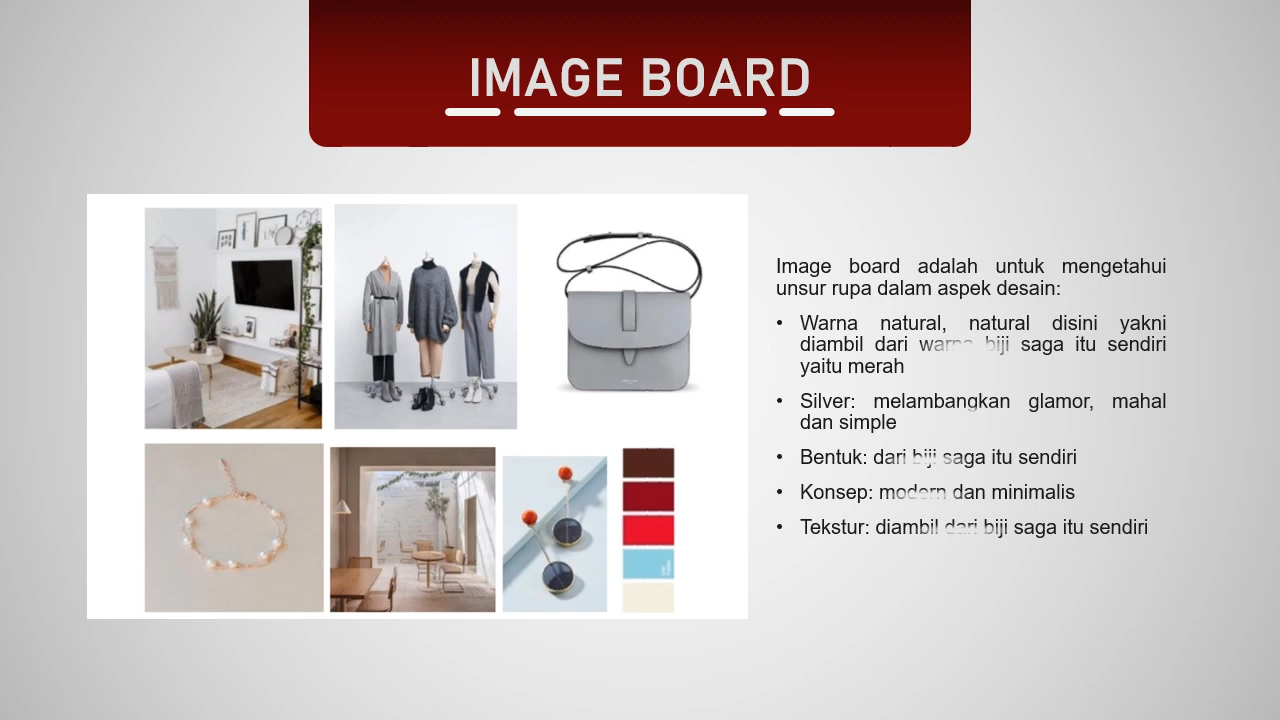 IMAGE BOARD
Image board adalah untuk mengetahui
unsur rupa dalam aspek desain:
• Warna natural, natural disini yakni
diambil dari warna biji saga itu sendiri
yaitu merah
• Silver: melambangkan glamor, mahal
dan simple
• Bentuk: dari biji saga itu sendiri
• Konsep: modern dan minimalis
• Tekstur: diambil dari biji saga itu sendiri